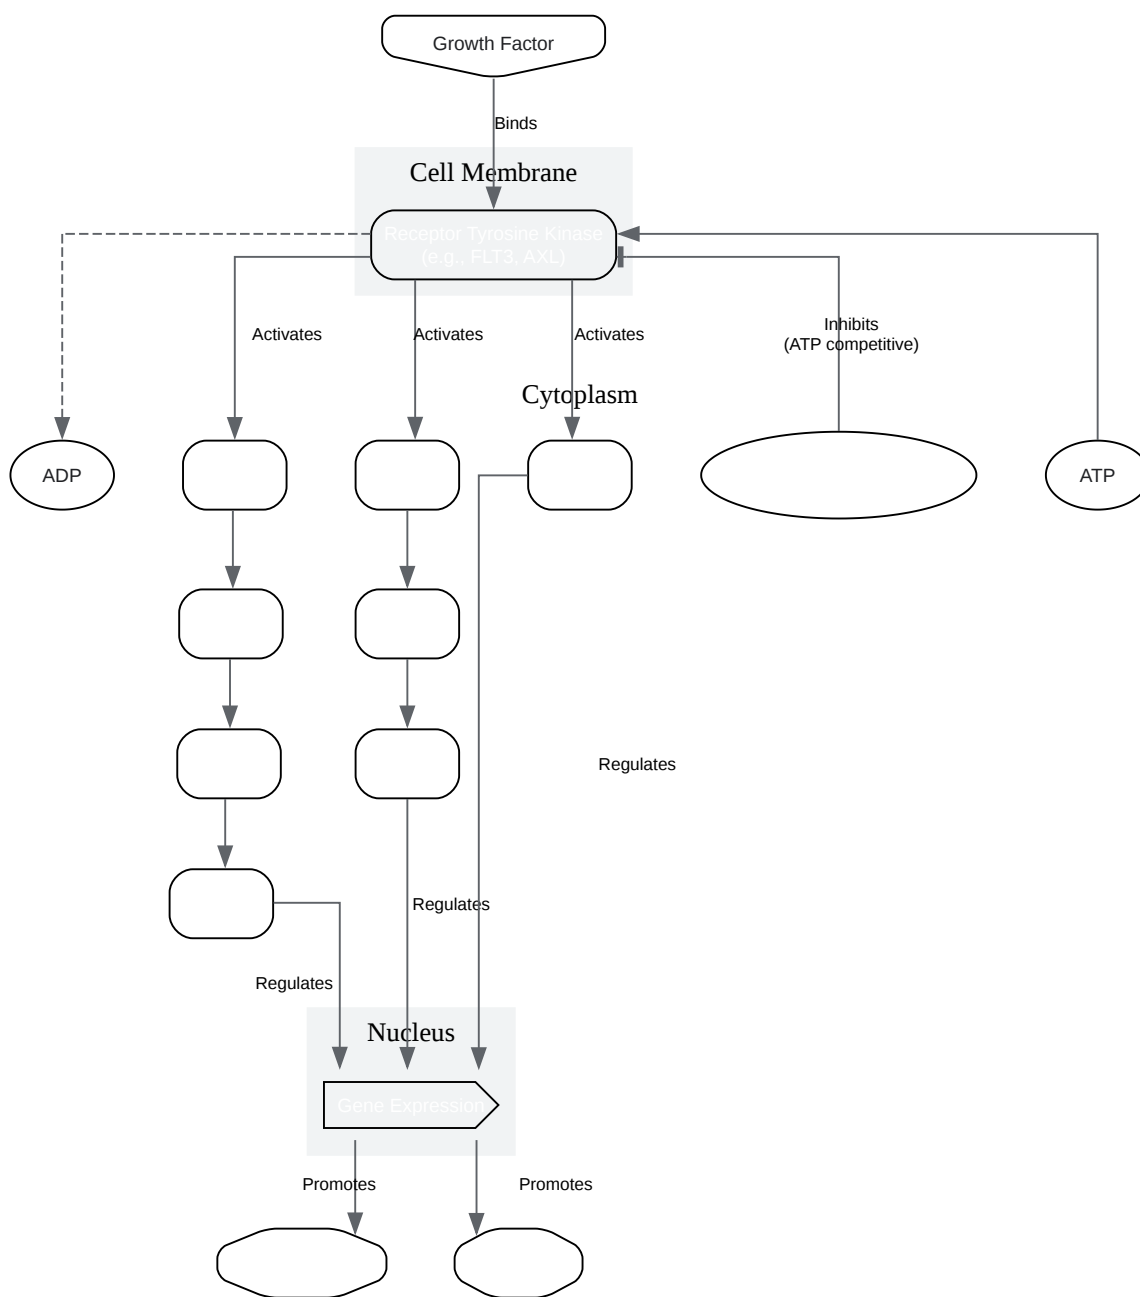 Growth Factor
Binds
Cell Membrane
Receptor Tyrosine Kinase
(e.g., FLT3, AXL)
Activates
Activates
Activates
Inhibits
(ATP competitive)
Cytoplasm
ADP
ATP
Regulates
Regulates
Regulates
Nucleus
Gene Expression
Promotes
Promotes